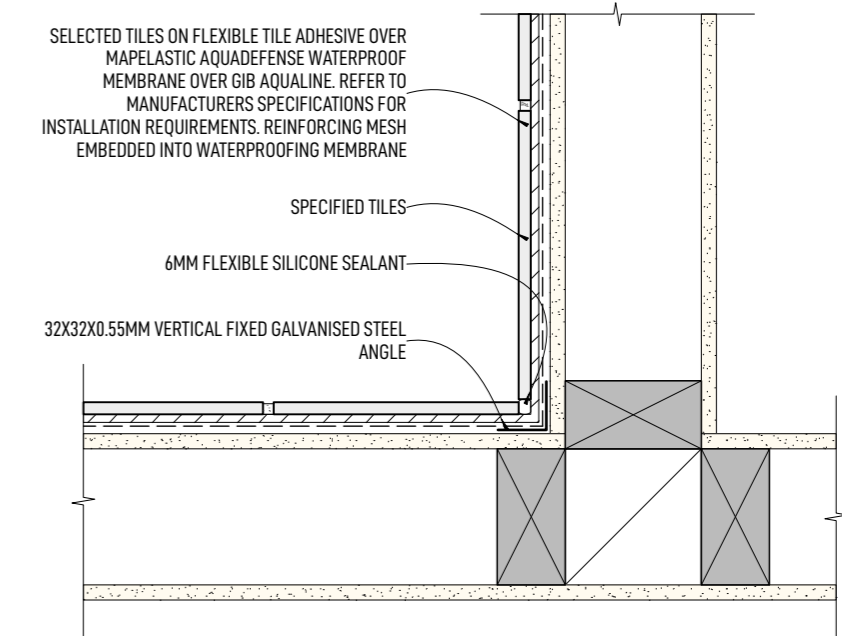 SELECTED TILES ON FLEXIBLE TILE ADHESIVE OVER
MAPELASTIC AQUADEFENSE WATERPROOF
MEMBRANE OVER GIB AQUALINE. REFER TO
MANUFACTURERS SPECIFICATIONS FOR
INSTALLATION REQUIREMENTS. REINFORCING MESH
EMBEDDED INTO WATERPROOFING MEMBRANE
SPECIFIED TILES
6MM FLEXIBLE SILICONE SEALANT
32X32X0.55MM VERTICAL FIXED GALVANISED STEEL
ANGLE